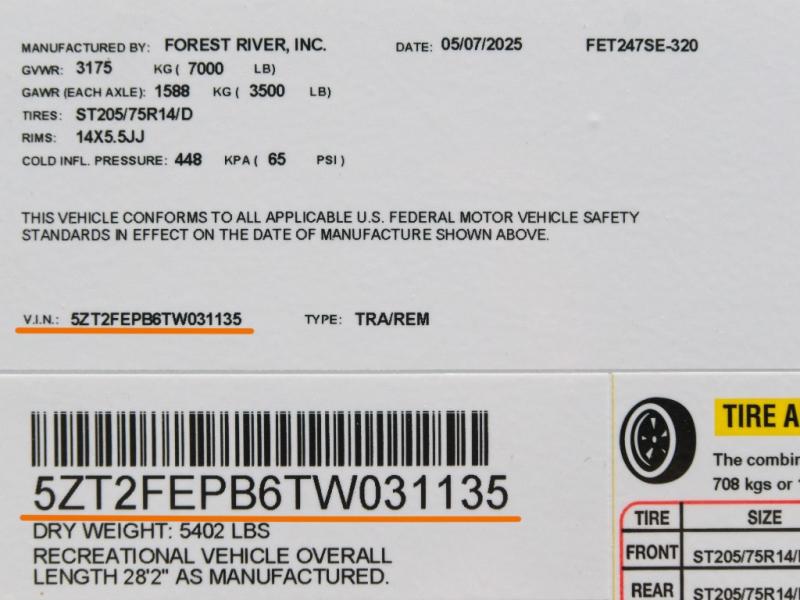 MANUFACTURED BY: FOREST RIVER, INC. DATE: 05/07/2025 FET247SE-320
GVWR: 3175 KG ( 7000 LB)
GAWR (EACH AXLE): 1588 KG ( 3500 LB)
TIRES: ST205/75R14/D
RIMS: 14X5.5JJ
COLD INFL. PRESSURE: 448 KPA ( 65 PSI )
THIS VEHICLE CONFORMS TO ALL APPLICABLE U.S. FEDERAL MOTOR VEHICLE SAFETY
STANDARDS IN EFFECT ON THE DATE OF MANUFACTURE SHOWN ABOVE.
V.I.N.: 5ZT2FEPB6TW031135 TYPE: TRA/REM
5ZT2FEPB6TW031135
DRY WEIGHT: 5402 LBS
RECREATIONAL VEHICLE OVERALL
LENGTH 28'2" AS MANUFACTURED.
TIRE A
The combin
708 kgs or
TIRE SIZE
FRONT ST205/75R14/
REAR ST205/75R14/